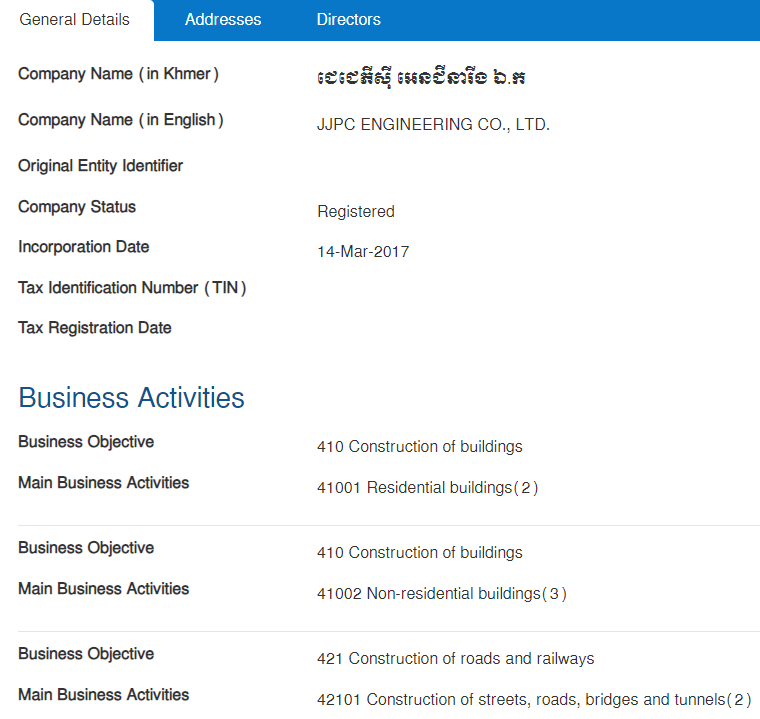 General Details Addresses Directors
Company Name (in Khmer) ជេជេភីស៊ី អេនជីនារីង ឯ.ក
Company Name (in English) JJPC ENGINEERING CO., LTD.
Original Entity Identifier
Company Status Registered
Incorporation Date 14-Mar-2017
Tax Identification Number (TIN)
Tax Registration Date
Business Activities
Business Objective 410 Construction of buildings
Main Business Activities 41001 Residential buildings(2)
Business Objective 410 Construction of buildings
Main Business Activities 41002 Non-residential buildings(3)
Business Objective 421 Construction of roads and railways
Main Business Activities 42101 Construction of streets, roads, bridges and tunnels(2)